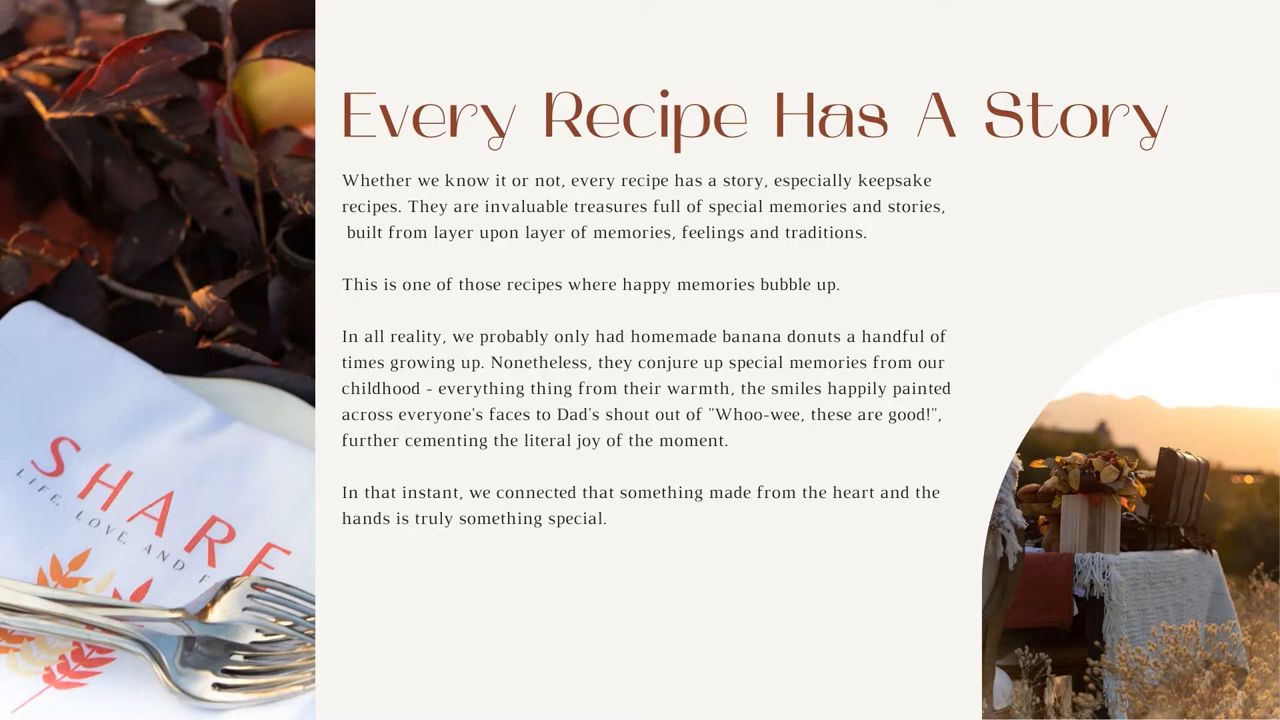 Every Recipe Has A Story
Whether we know it or not, every recipe has a story, especially keepsake
recipes. They are invaluable treasures full of special memories and stories,
built from layer upon layer of memories, feelings and traditions.
This is one of those recipes where happy memories bubble up.
In all reality, we probably only had homemade banana donuts a handful of
times growing up. Nonetheless, they conjure up special memories from our
childhood - everything thing from their warmth, the smiles happily painted
across everyone's faces to Dad's shout out of "Whoo-wee, these are good!",
further cementing the literal joy of the moment.
In that instant, we connected that something made from the heart and the
hands is truly something special.
SHARE
LIFE, LOVE, AND